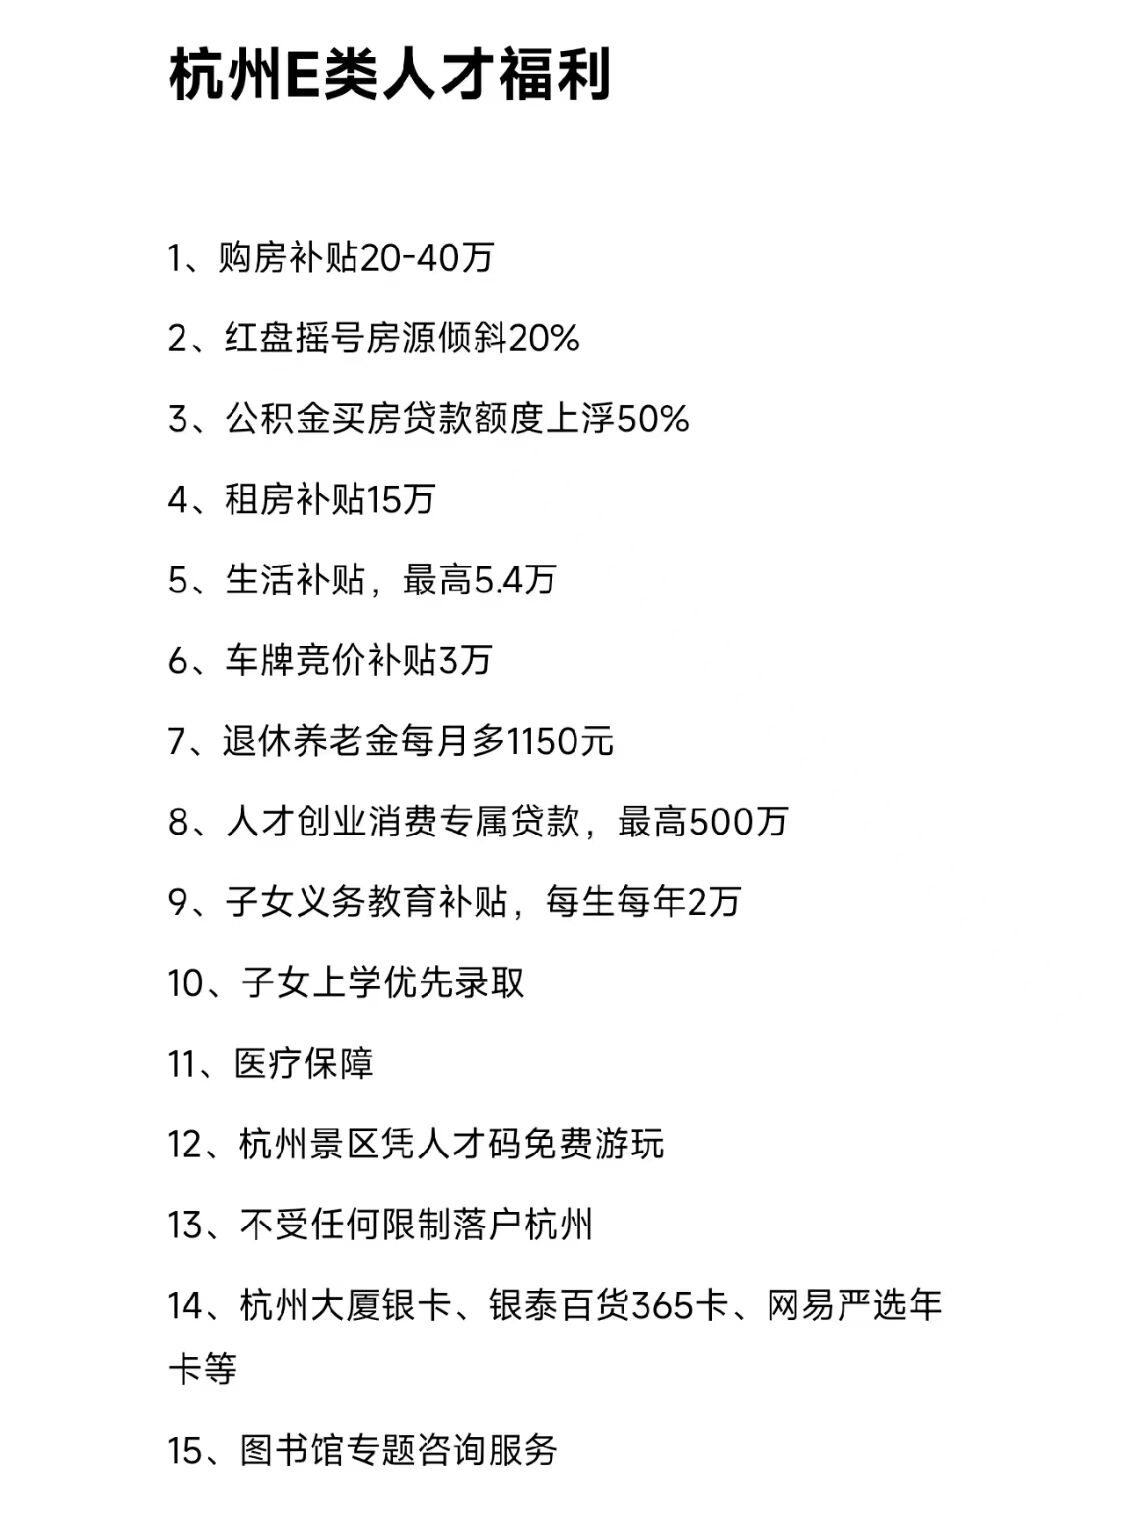 杭州E类人才福利
1、购房补贴20-40万
2、红盘摇号房源倾斜20%
3、公积金买房贷款额度上浮50%
4、租房补贴15万
5、生活补贴，最高5.4万
6、车牌竞价补贴3万
7、退休养老金每月多1150元
8、人才创业消费专属贷款，最高500万
9、子女义务教育补贴，每生每年2万
10、子女上学优先录取
11、医疗保障
12、杭州景区凭人才码免费游玩
13、不受任何限制落户杭州
14、杭州大厦银卡、银泰百货365卡、网易严选年
卡等
15、图书馆专题咨询服务